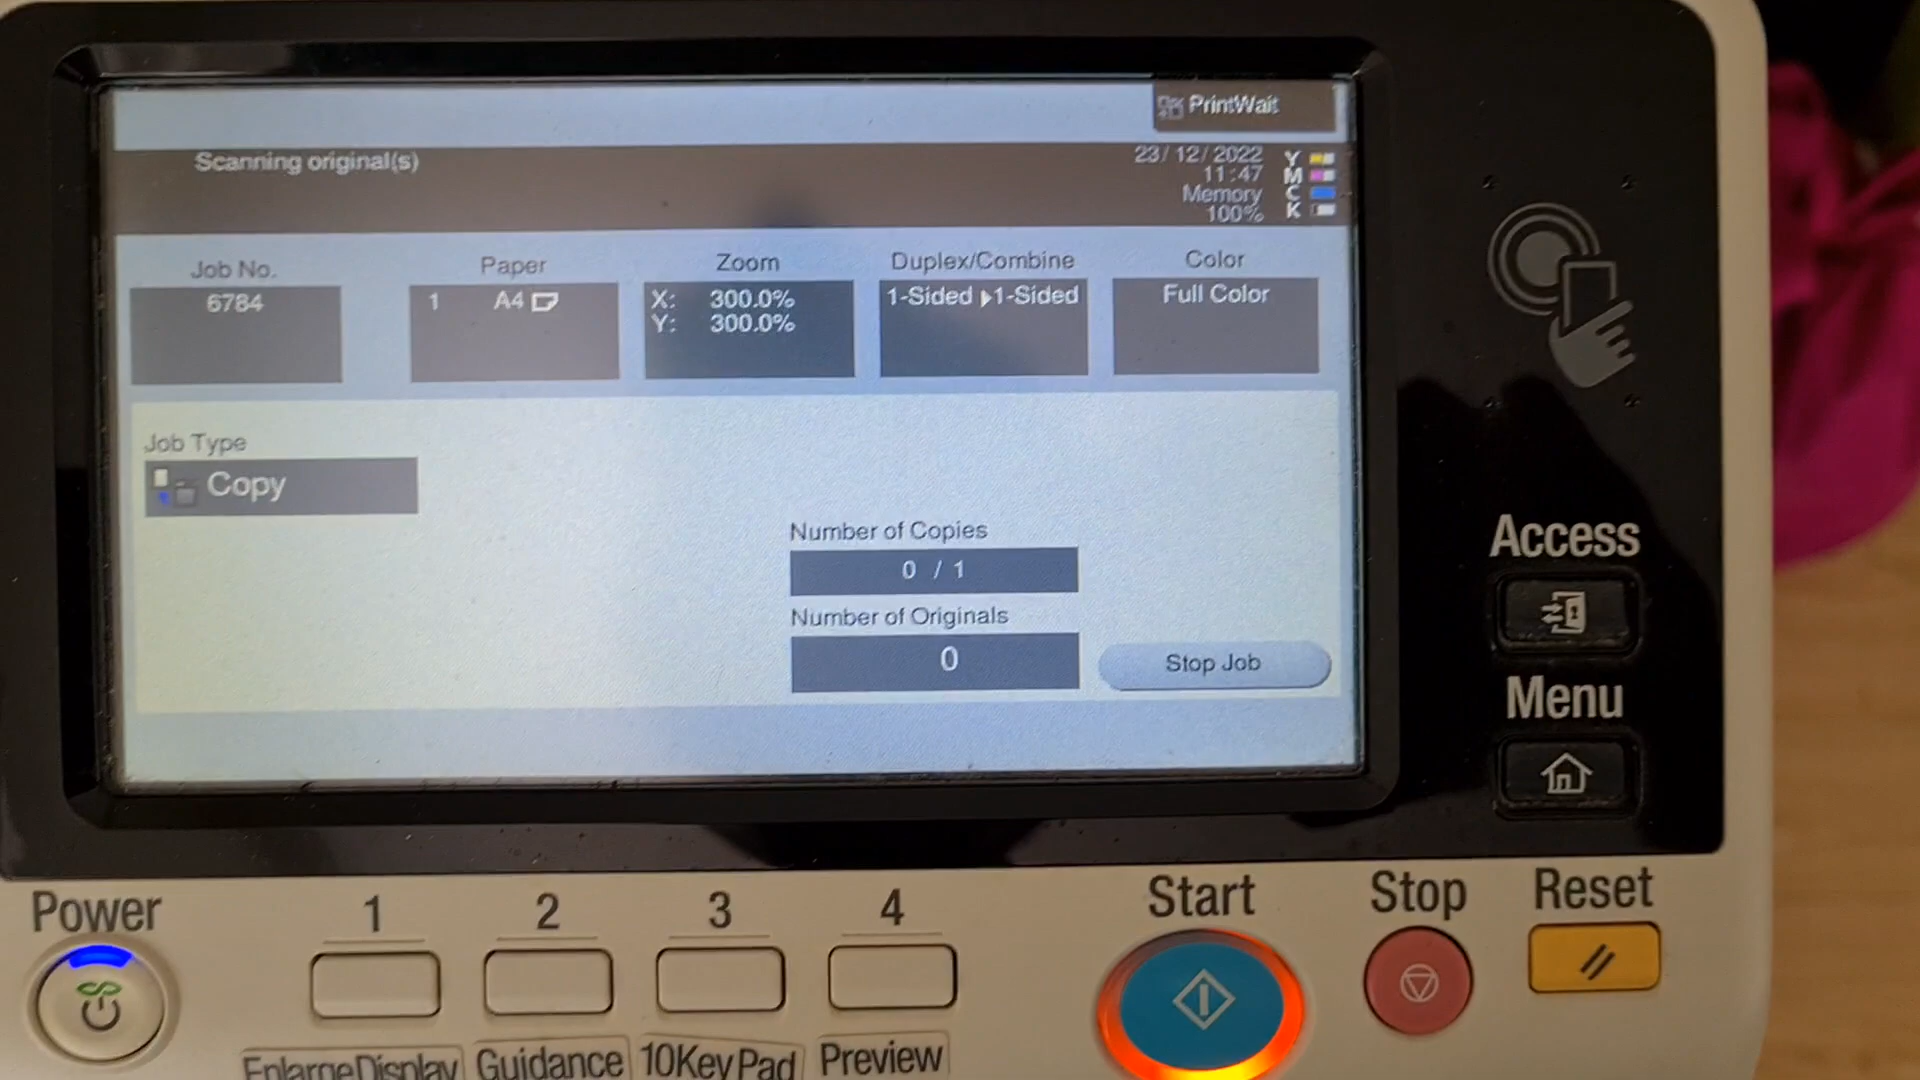 PrintWait
Scanning original(s)
23/12/2022
11:47
Memory
100%
Y
M
C
K
Job No.
6784
Paper
1 A4
Zoom
X: 300.0%
Y: 300.0%
Duplex/Combine
1-Sided ▶1-Sided
Color
Full Color
Job Type
Copy
Number of Copies
0 / 1
Number of Originals
0
Stop Job
Access
Menu
Power
1
2
3
4
Start
Stop
Reset
Enlarge Display
Guidance
10Key Pad
Preview